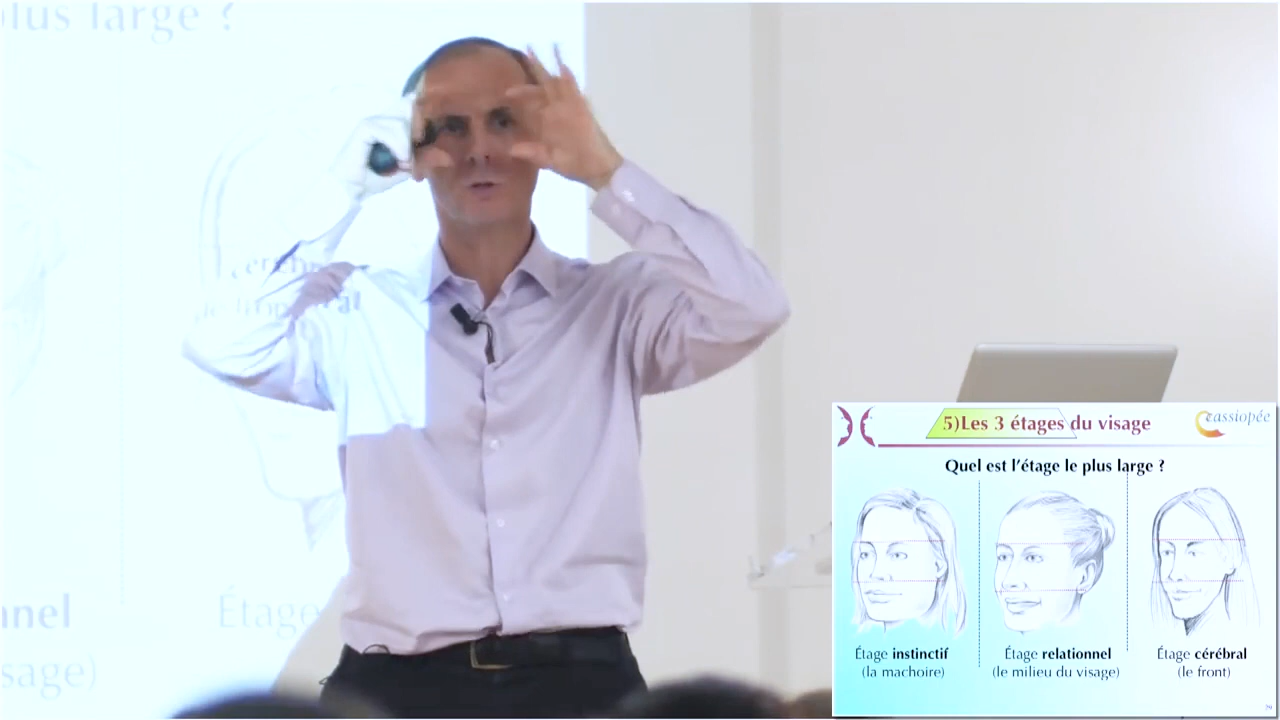 plus large ?
nnel
sage)
Étage
5)Les 3 étages du visage
cassiopée
Quel est l’étage le plus large ?
Étage instinctif
(la machoire)
Étage relationnel
(le milieu du visage)
Étage cérébral
(le front)